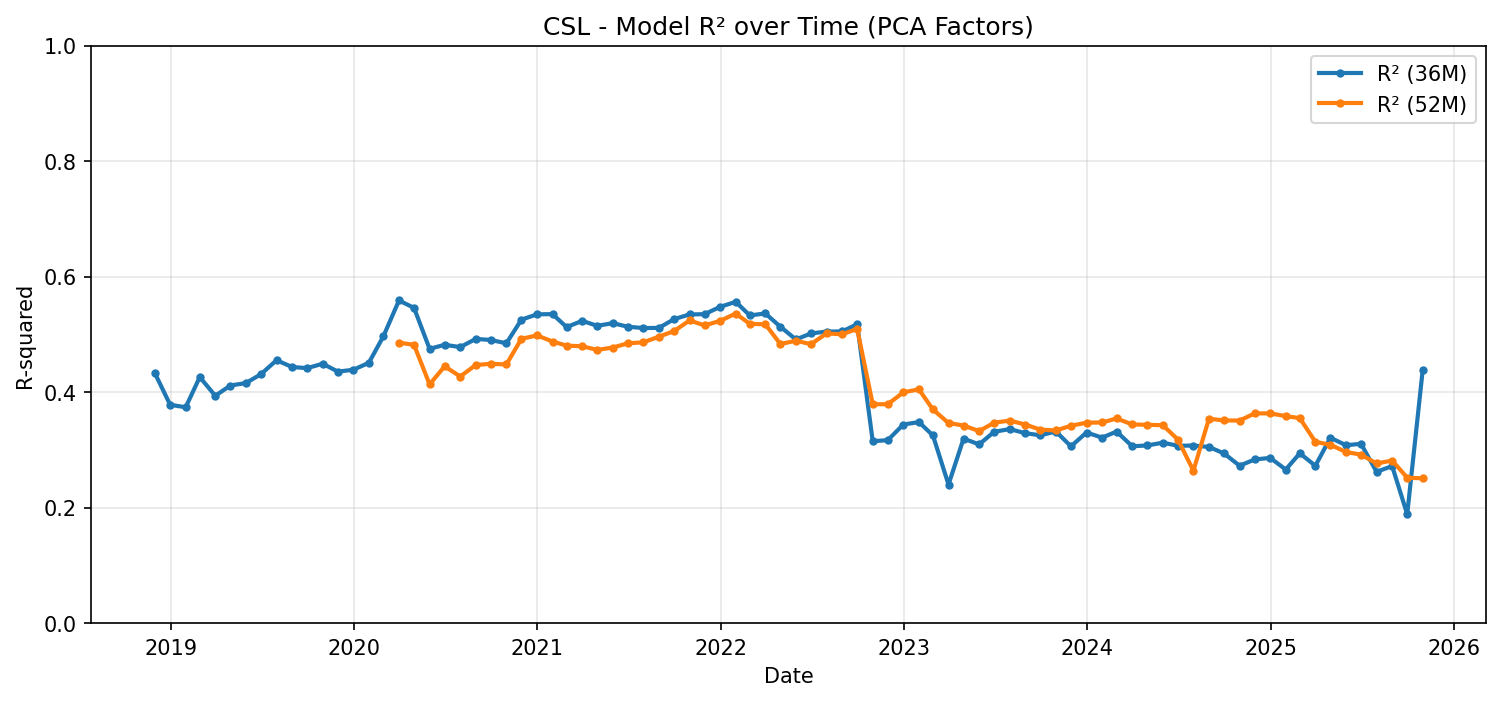 CSL - Model R² over Time (PCA Factors)
1.0
0.8
0.6
0.4
0.2
0.0
R-squared
R² (36M)
R² (52M)
2019 2020 2021 2022 2023 2024 2025 2026
Date